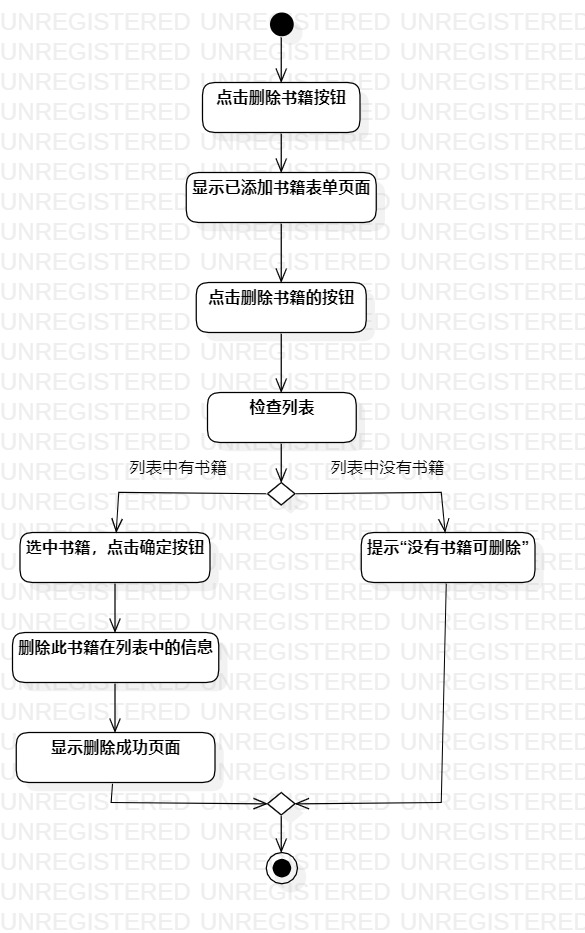 点击删除书籍按钮
显示已添加书籍表单页面
点击删除书籍的按钮
检查列表
列表中有书籍
列表中没有书籍
选中书籍，点击确定按钮
提示“没有书籍可删除”
删除此书籍在列表中的信息
显示删除成功页面
UNREGISTERED